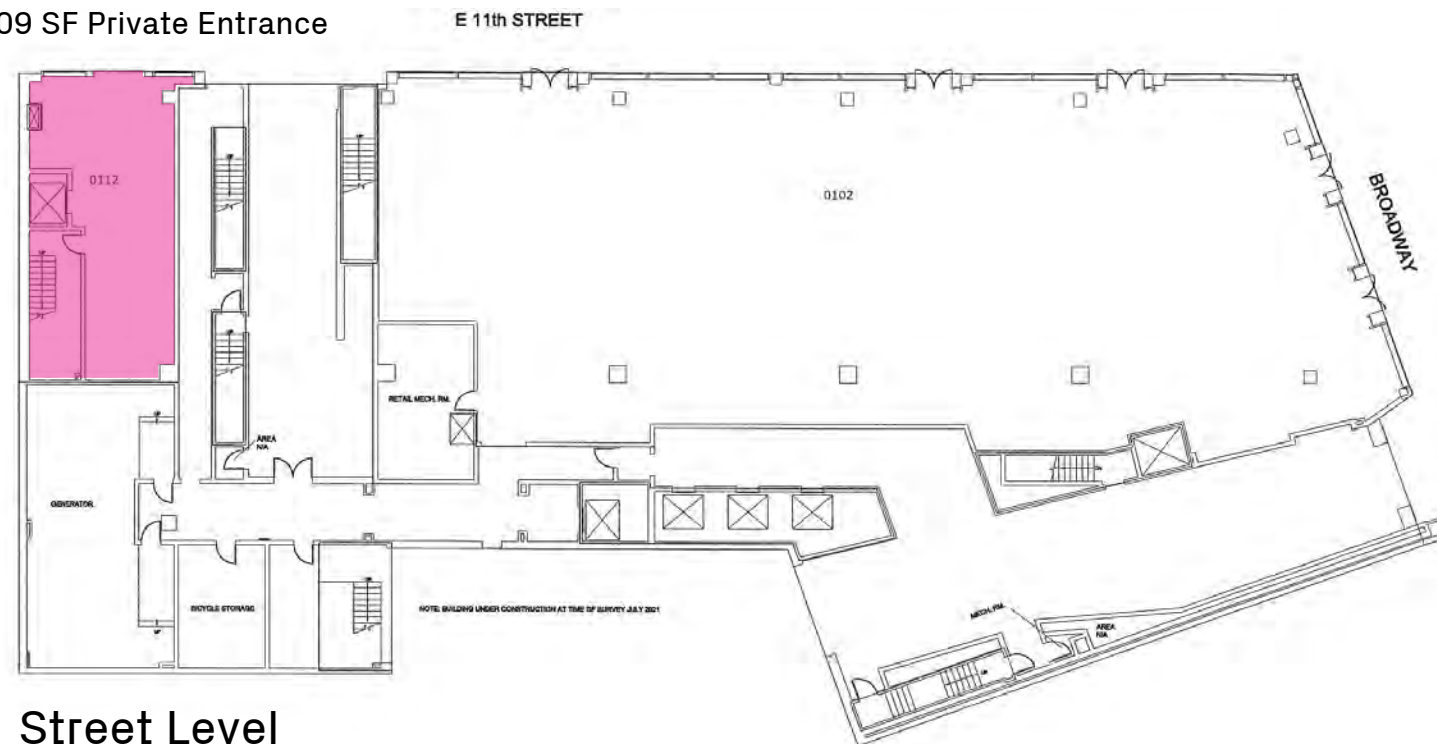 09 SF Private Entrance
E 11th STREET
0112
0102
BROADWAY
RETAIL MECH. RM.
AREA
N/A
GENERATOR
BICYCLE STORAGE
NOTE: BUILDING UNDER CONSTRUCTION AT TIME OF SURVEY JULY 2021
MECH. RM.
AREA
N/A
Street Level